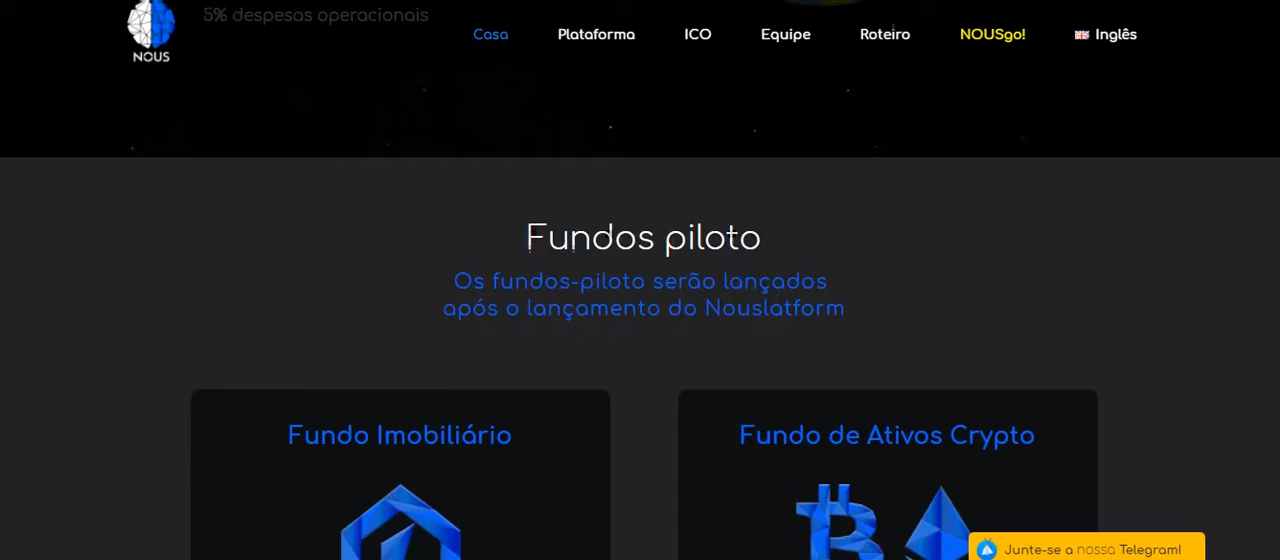 5% despesas operacionais
NOUS
Casa Plataforma ICO Equipe Roteiro NOUSgo! Inglês
Fundos piloto
Os fundos-piloto serão lançados
após o lançamento do Nouslatform
Fundo Imobiliário
Fundo de Ativos Crypto
Junte-se a nossa Telegram!